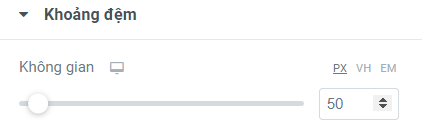 Khoảng đệm
Không gian PX VH EM
50